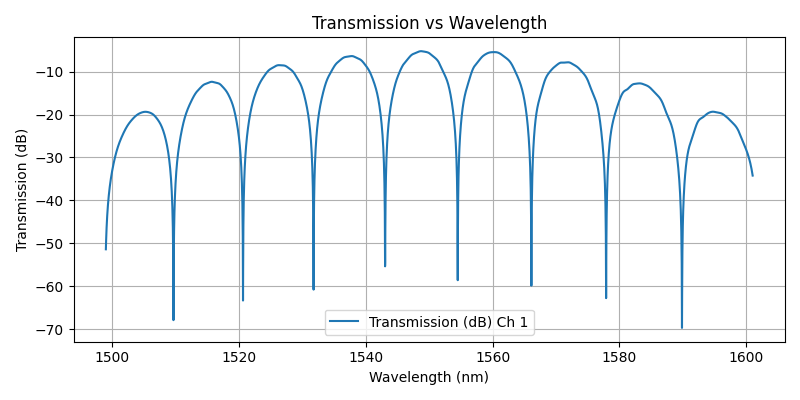 Transmission vs Wavelength
Transmission (dB)
−10
−20
−30
−40
−50
−60
−70
Transmission (dB) Ch 1
1500 1520 1540 1560 1580 1600
Wavelength (nm)